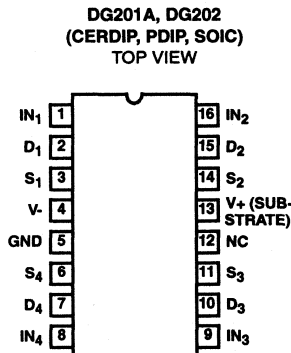 DG201A, DG202
(CERDIP, PDIP, SOIC)
TOP VIEW
IN1 1 16 IN2
D1 2 15 D2
S1 3 14 S2
V- 4 13 V+ (SUB-
STRATE)
GND 5 12 NC
S4 6 11 S3
D4 7 10 D3
IN4 8 9 IN3